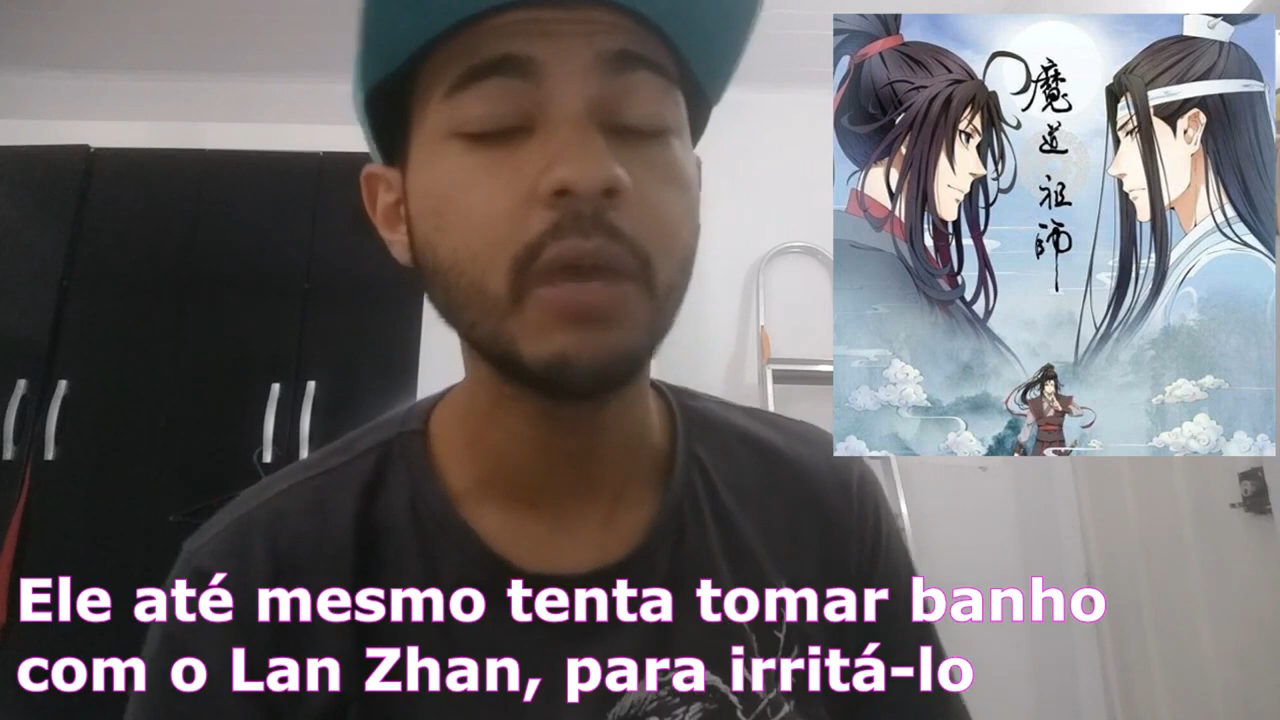 魔道祖師
Ele até mesmo tenta tomar banho
com o Lan Zhan, para irritá-lo